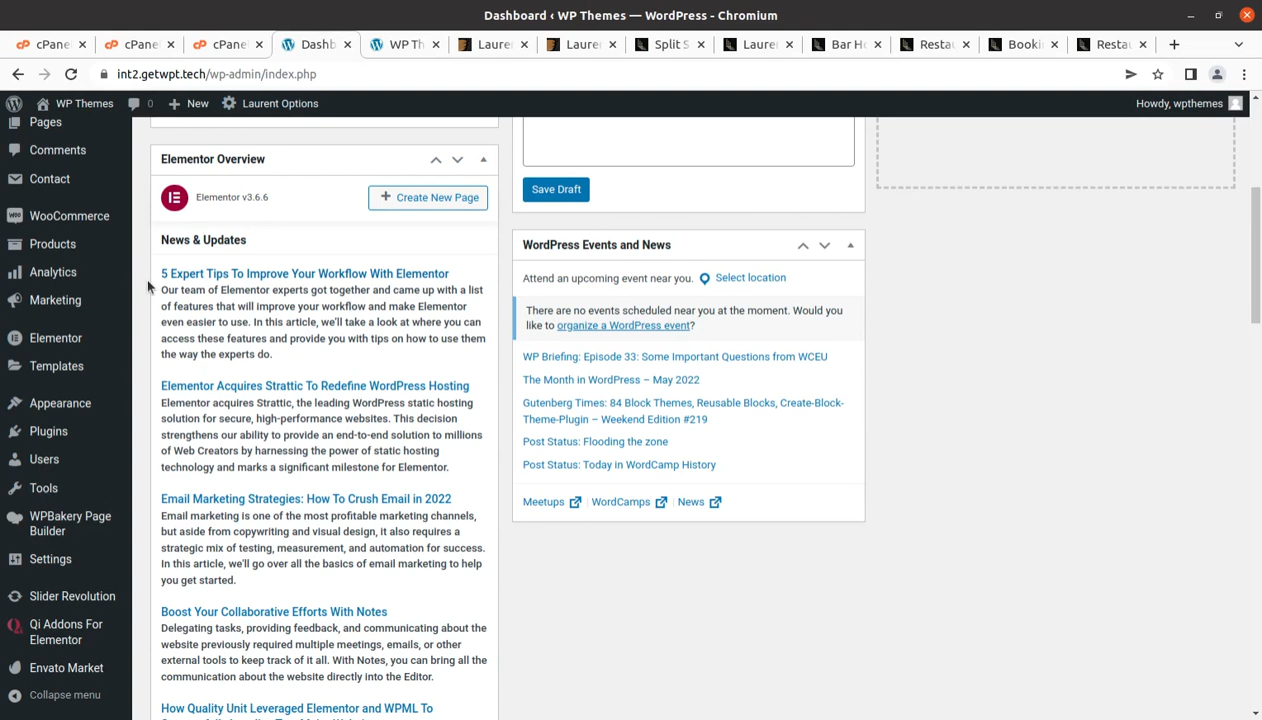 Dashboard ‹ WP Themes — WordPress - Chromium
cPane
cPane
cPane
Dashb
WP Th
Lauren
Lauren
Split S
Lauren
Bar Ho
Restau
Bookin
Restau
int2.getwpt.tech/wp-admin/index.php
WP Themes
0
New
Laurent Options
Howdy, wpthemes
Pages
Comments
Contact
WooCommerce
Products
Analytics
Marketing
Elementor
Templates
Appearance
Plugins
Users
Tools
WPBakery Page
Builder
Settings
Slider Revolution
Qi Addons For
Elementor
Envato Market
Collapse menu
Elementor Overview
Elementor v3.6.6
Create New Page
News & Updates
5 Expert Tips To Improve Your Workflow With Elementor
Our team of Elementor experts got together and came up with a list
of features that will improve your workflow and make Elementor
even easier to use. In this article, we'll take a look at where you can
access these features and provide you with tips on how to use them
the way the experts do.
Elementor Acquires Strattic To Redefine WordPress Hosting
Elementor acquires Strattic, the leading WordPress static hosting
solution for secure, high-performance websites. This decision
strengthens our ability to provide an end-to-end solution to millions
of Web Creators by harnessing the power of static hosting
technology and marks a significant milestone for Elementor.
Email Marketing Strategies: How To Crush Email in 2022
Email marketing is one of the most profitable marketing channels,
but aside from copywriting and visual design, it also requires a
strategic mix of testing, measurement, and automation for success.
In this article, we'll go over all the basics of email marketing to help
you get started.
Boost Your Collaborative Efforts With Notes
Delegating tasks, providing feedback, and communicating about the
website previously required multiple meetings, emails, or other
external tools to keep track of it all. With Notes, you can bring all the
communication about the website directly into the Editor.
How Quality Unit Leveraged Elementor and WPML To
Save Draft
WordPress Events and News
Attend an upcoming event near you.
Select location
There are no events scheduled near you at the moment. Would you
like to organize a WordPress event?
WP Briefing: Episode 33: Some Important Questions from WCEU
The Month in WordPress – May 2022
Gutenberg Times: 84 Block Themes, Reusable Blocks, Create-Block-
Theme-Plugin – Weekend Edition #219
Post Status: Flooding the zone
Post Status: Today in WordCamp History
Meetups
WordCamps
News